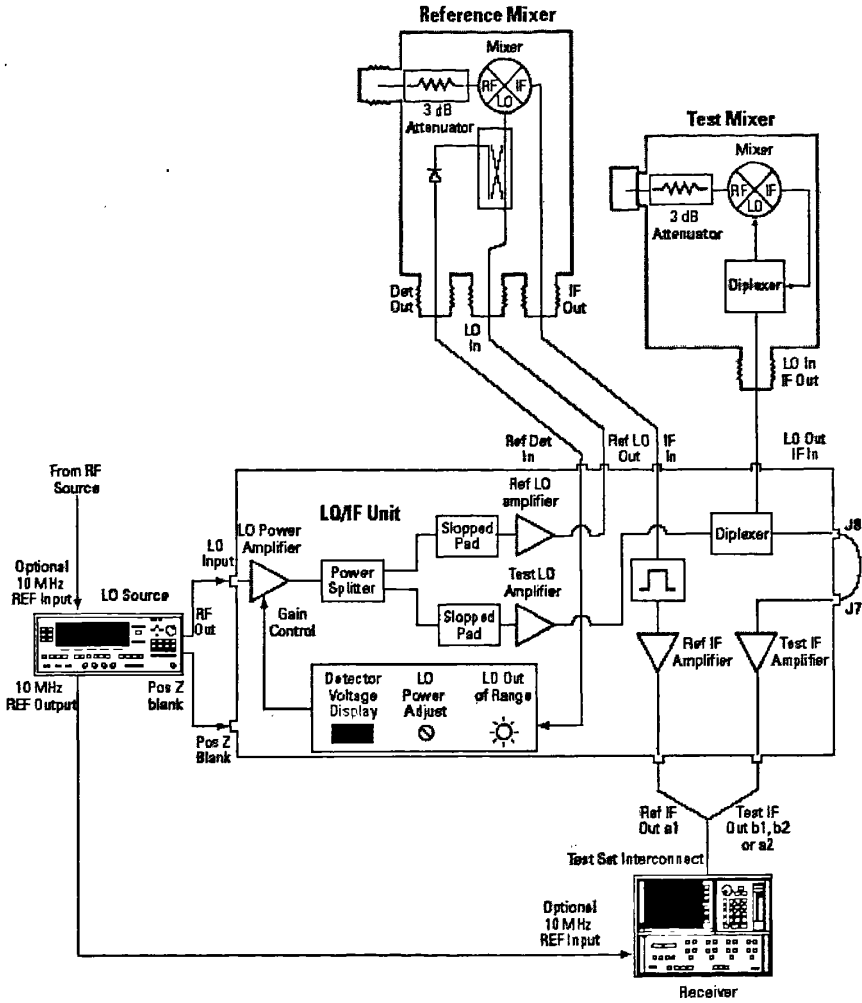 Reference Mixer
Mixer
RF
IF
LO
3 dB
Attenuator
Test Mixer
Mixer
RF
IF
LO
3 dB
Attenuator
Diplexer
Det
Out
LO
In
IF
Out
LO In
IF Out
Ref Det
In
Ref LO
Out
IF
In
LO Out
IF In
From RF
Source
LO/IF Unit
LO Power
Amplifier
LO
Input
Ref LO
amplifier
Slopped
Pad
Power
Splitter
Test LO
Amplifier
Slopped
Pad
Diplexer
J8
J7
Optional
10 MHz
REF Input
LO Source
RF
Out
Gain
Control
Ref IF
Amplifier
Test IF
Amplifier
10 MHz
REF Output
Pos Z
blank
Pos Z
Blank
Detector
Voltage
Display
LO
Power
Adjust
LO Out
of Range
Ref IF
Out a1
Test IF
Out b1, b2
or a2
Test Set Interconnect
Optional
10 MHz
REF Input
Receiver